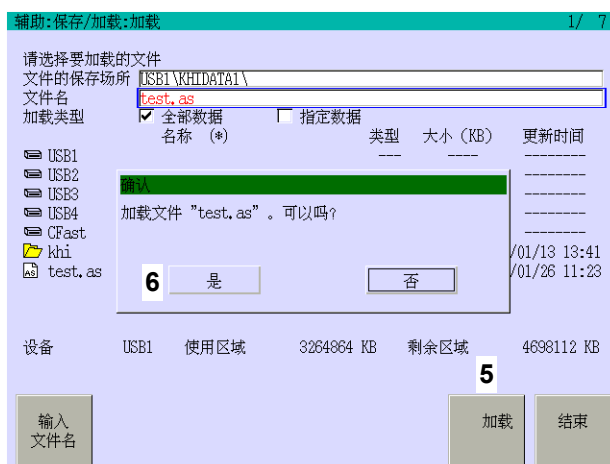 辅助:保存/加载:加载 1/ 7
请选择要加载的文件
文件的保存场所 USB1\KHIDATA1\
文件名 test.as
加载类型 全部数据 指定数据
名称 (*) 类型 大小 (KB) 更新时间
USB1 --- ---- --------
USB2 --------
USB3 --------
USB4 --------
CFast --------
khi /01/13 13:41
AS test.as /01/26 11:23
确认
加载文件 "test.as" 。可以吗?
6 是 否
设备 USB1 使用区域 3264864 KB 剩余区域 4698112 KB
5
输入
文件名
加载 结束